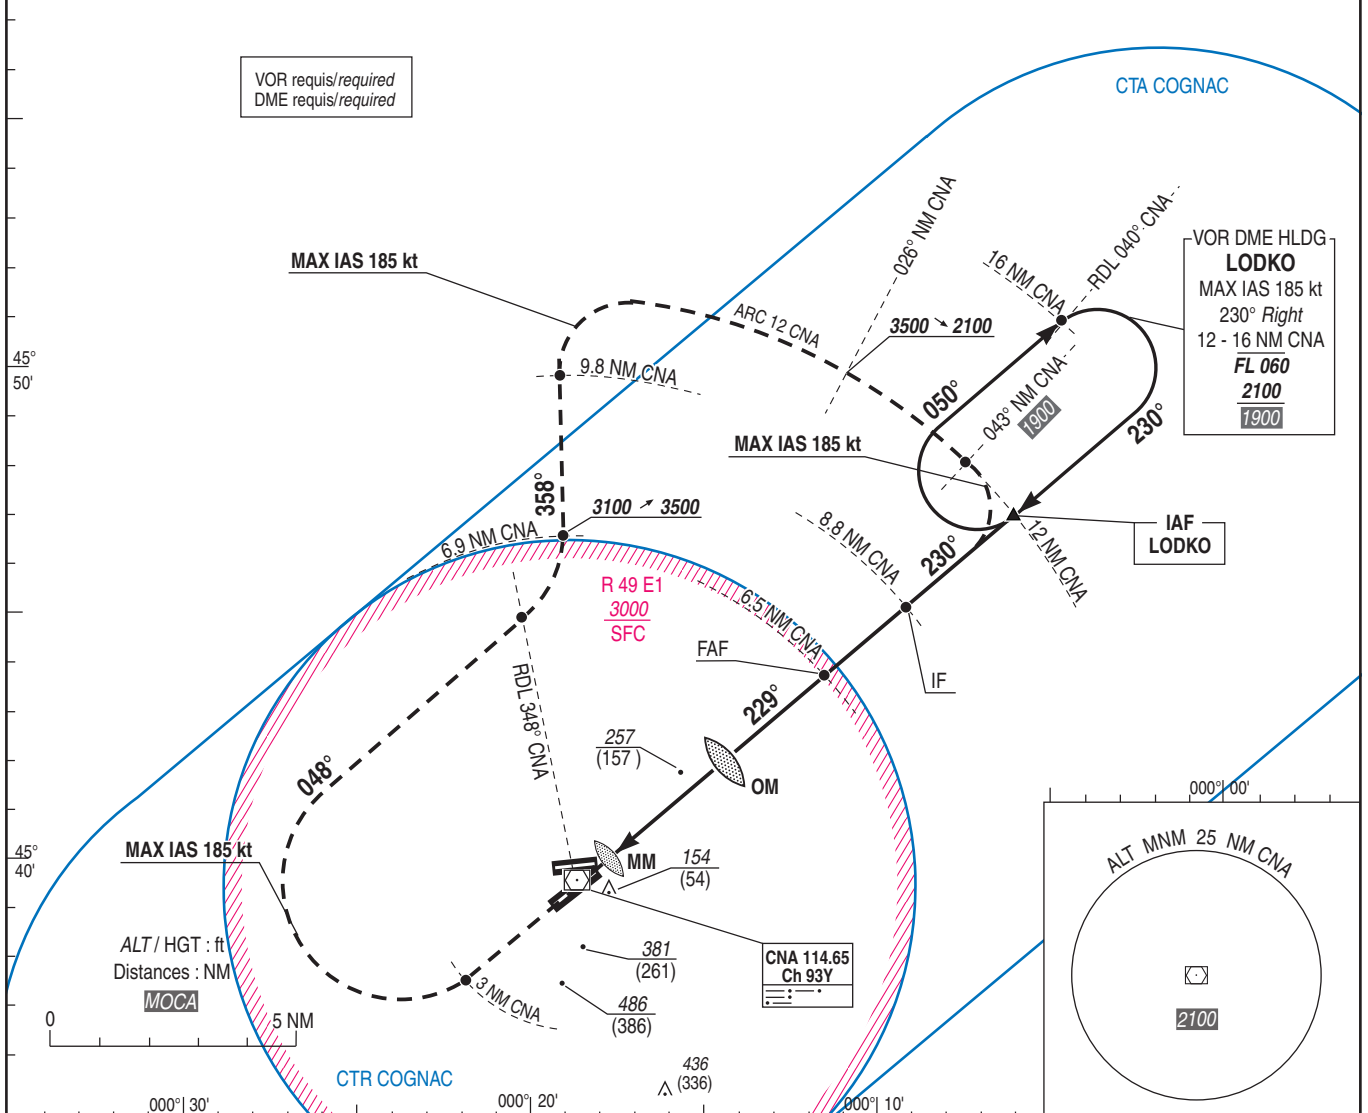 VOR requis/required
DME requis/required
CTA COGNAC
MAX IAS 185 kt
ARC 12 CNA
026° NM CNA
16 NM CNA
RDL 040° CNA
VOR DME HLDG
LODKO
MAX IAS 185 kt
230° Right
12 - 16 NM CNA
FL 060
2100
1900
3500 ↘ 2100
45°
50'
9.8 NM CNA
050°
043° NM CNA
1900
230°
MAX IAS 185 kt
358°
3100 ↗ 3500
6.9 NM CNA
8.8 NM CNA
230°
12 NM CNA
IAF
LODKO
R 49 E1
3000
SFC
6.5 NM CNA
FAF
IF
RDL 348° CNA
229°
257
(157 )
OM
048°
000° 00'
MAX IAS 185 kt
45°
40'
MM
154
(54)
ALT MNM 25 NM CNA
2100
ALT / HGT : ft
Distances : NM
MOCA
0 5 NM
381
(261)
CNA 114.65
Ch 93Y
3 NM CNA
486
(386)
436
(336)
CTR COGNAC
000° 30'
000° 20'
000° 10'